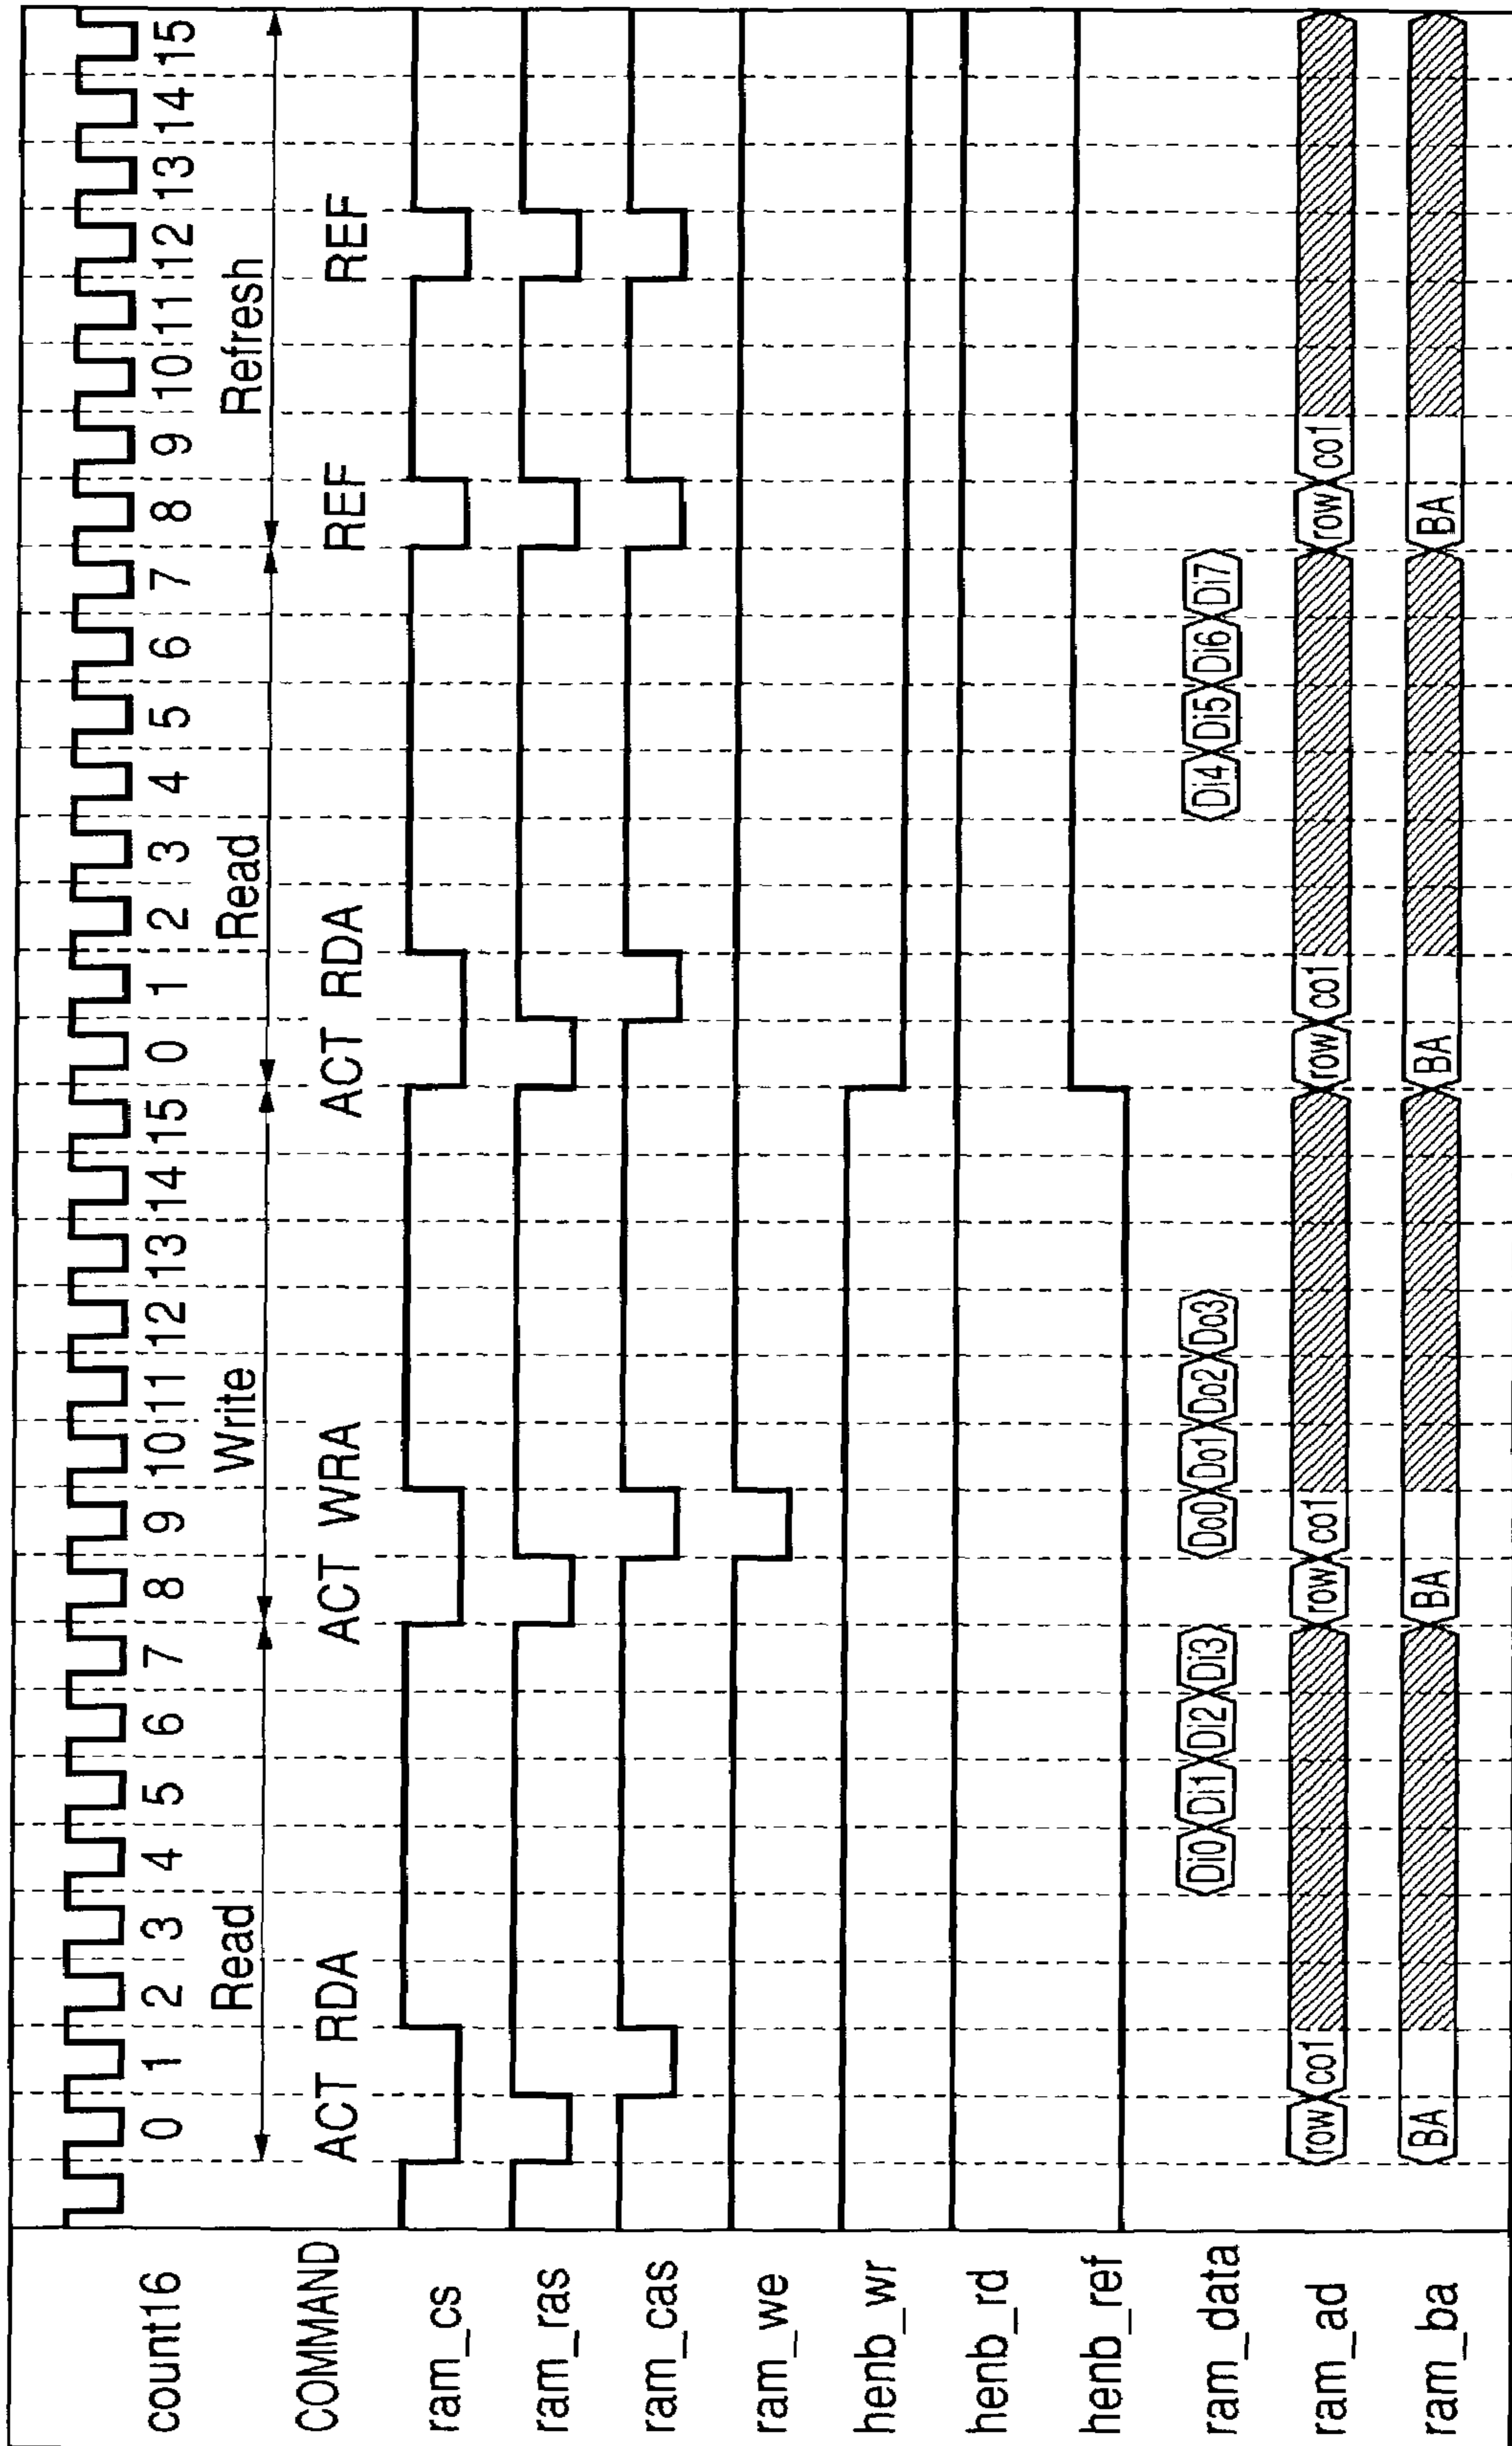 count16 0 1 2 3 4 5 6 7 8 9 10 11 12 13 14 15 0 1 2 3 4 5 6 7 8 9 10 11 12 13 14 15
Read Write Read Refresh
COMMAND ACT RDA ACT WRA ACT RDA REF REF
ram_cs
ram_ras
ram_cas
ram_we
henb_wr
henb_rd
henb_ref
ram_data Di0 Di1 Di2 Di3 Do0 Do1 Do2 Do3 Di4 Di5 Di6 Di7
ram_ad row co1 row co1 row co1 row co1
ram_ba BA BA BA BA